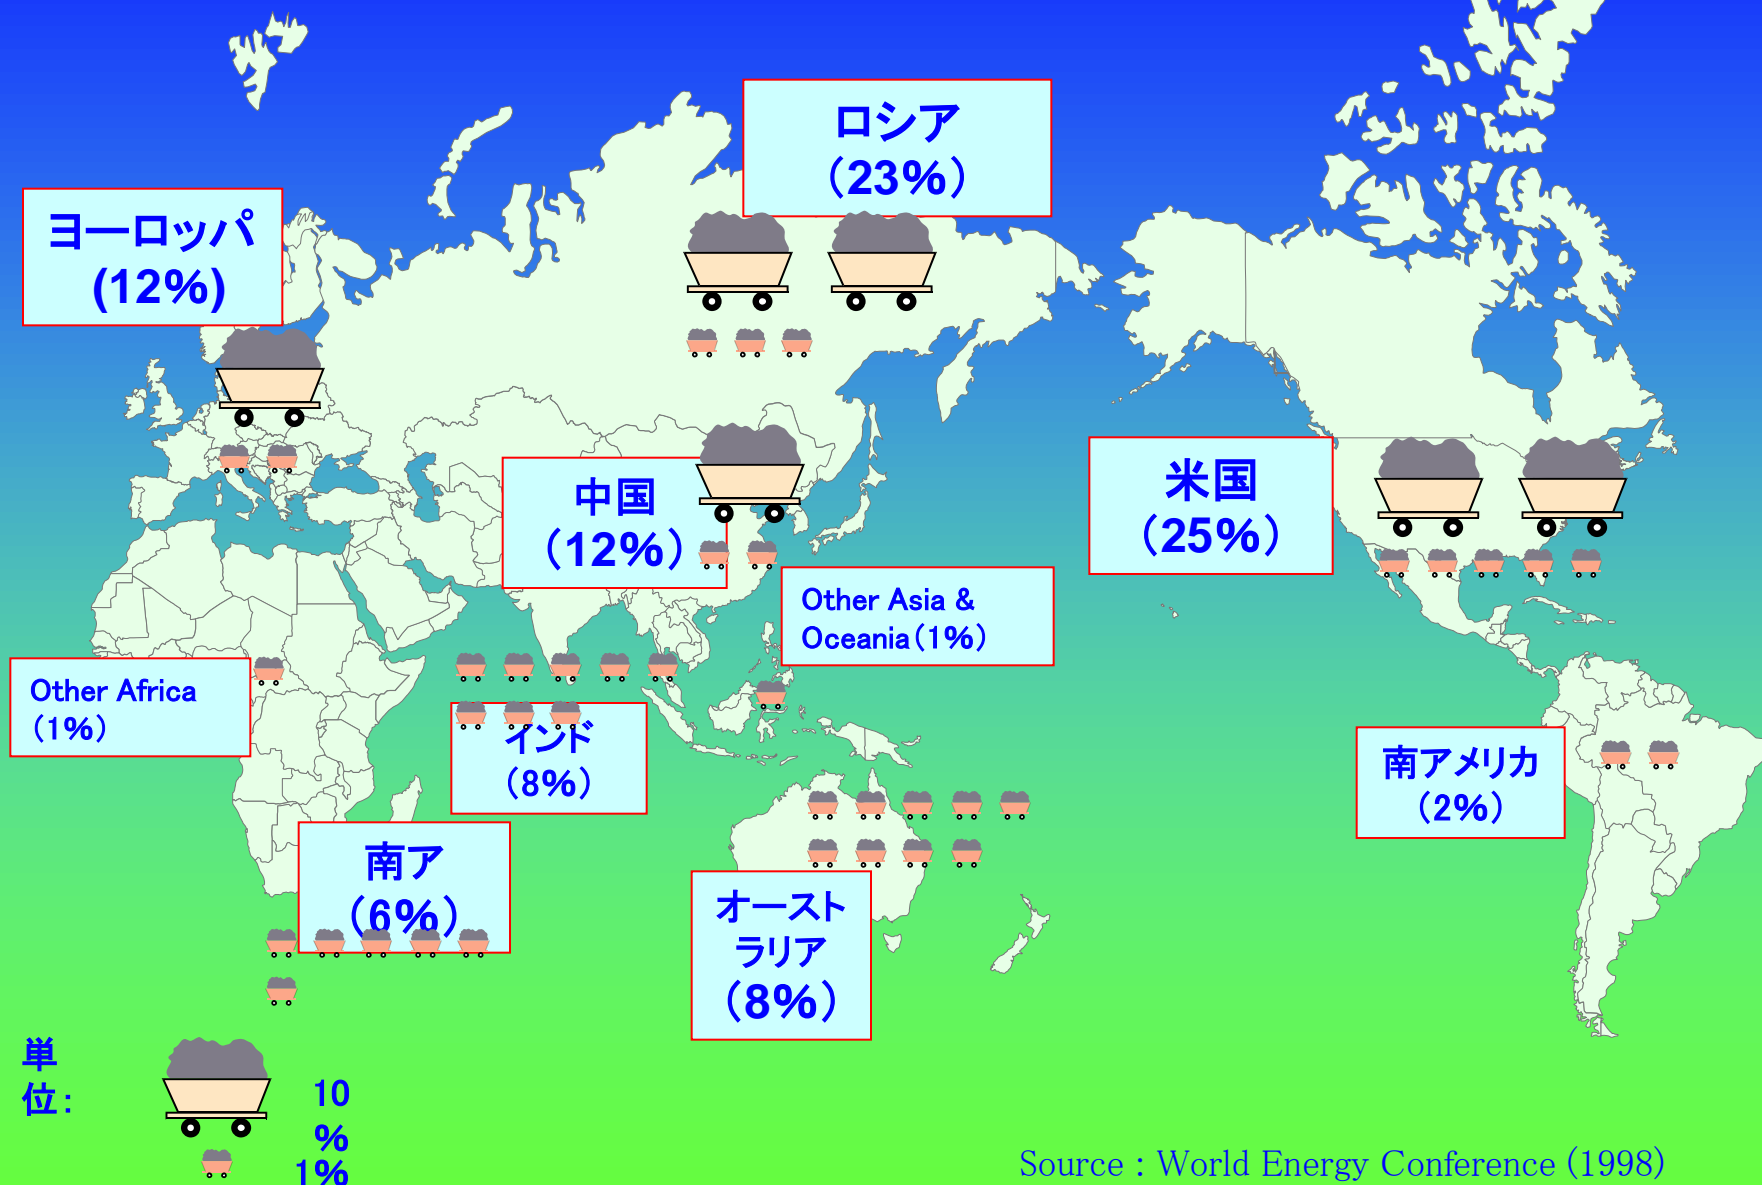 ロシア
（23%）
ヨーロッパ
(12%)
中国
（12%）
米国
（25%）
Other Asia &
Oceania（1%）
Other Africa
（1%）
インド
（8%）
南アメリカ
（2%）
南ア
（6%）
オースト
ラリア
（8%）
単
位：
10
%
1%
Source : World Energy Conference (1998)